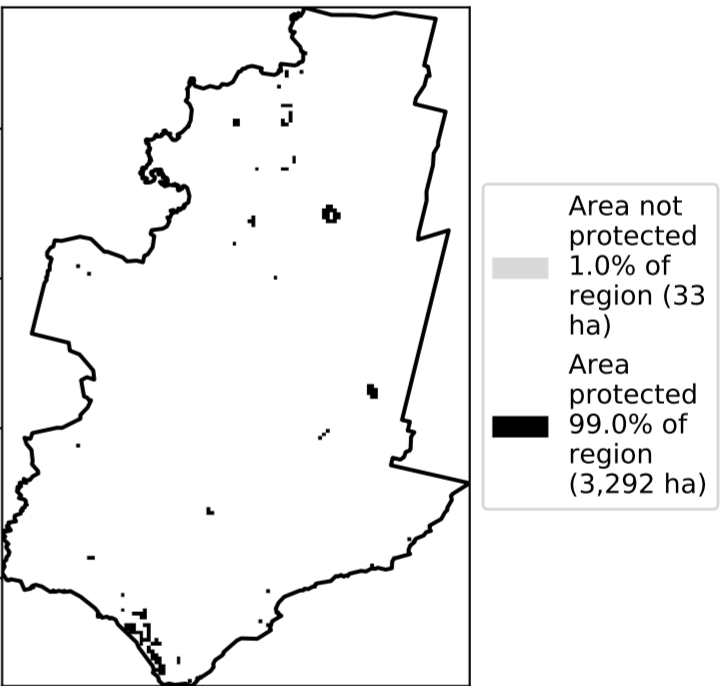 Area not
protected
1.0% of
region (33
ha)
Area
protected
99.0% of
region
(3,292 ha)